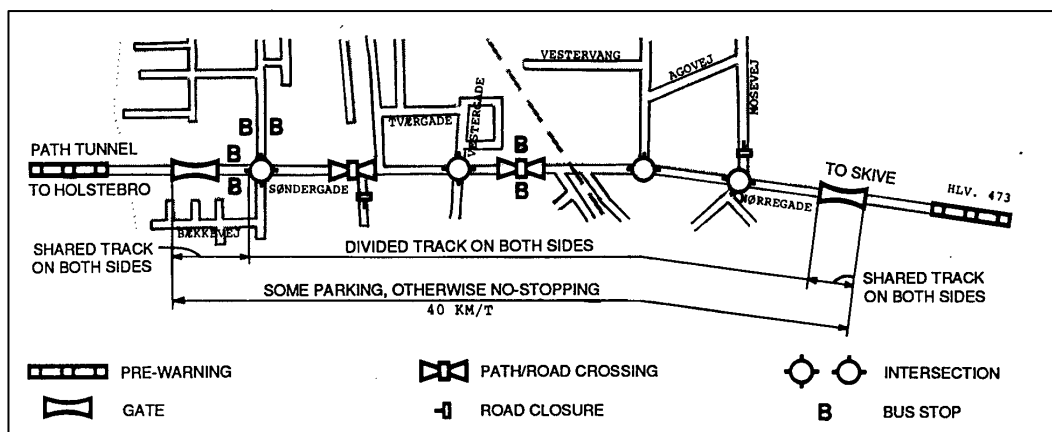 VESTERVANG
AGOVEJ
MOSEVEJ
TVÆRGADE
VESTERGADE
B B
B
B
B
B
PATH TUNNEL
TO HOLSTEBRO
SØNDERGADE
TO SKIVE
HLV. 473
NØRREGADE
BÆKKEVEJ
SHARED TRACK
ON BOTH SIDES
DIVIDED TRACK ON BOTH SIDES
SHARED TRACK
ON BOTH SIDES
SOME PARKING, OTHERWISE NO-STOPPING
40 KM/T
PRE-WARNING
PATH/ROAD CROSSING
INTERSECTION
GATE
ROAD CLOSURE
B BUS STOP